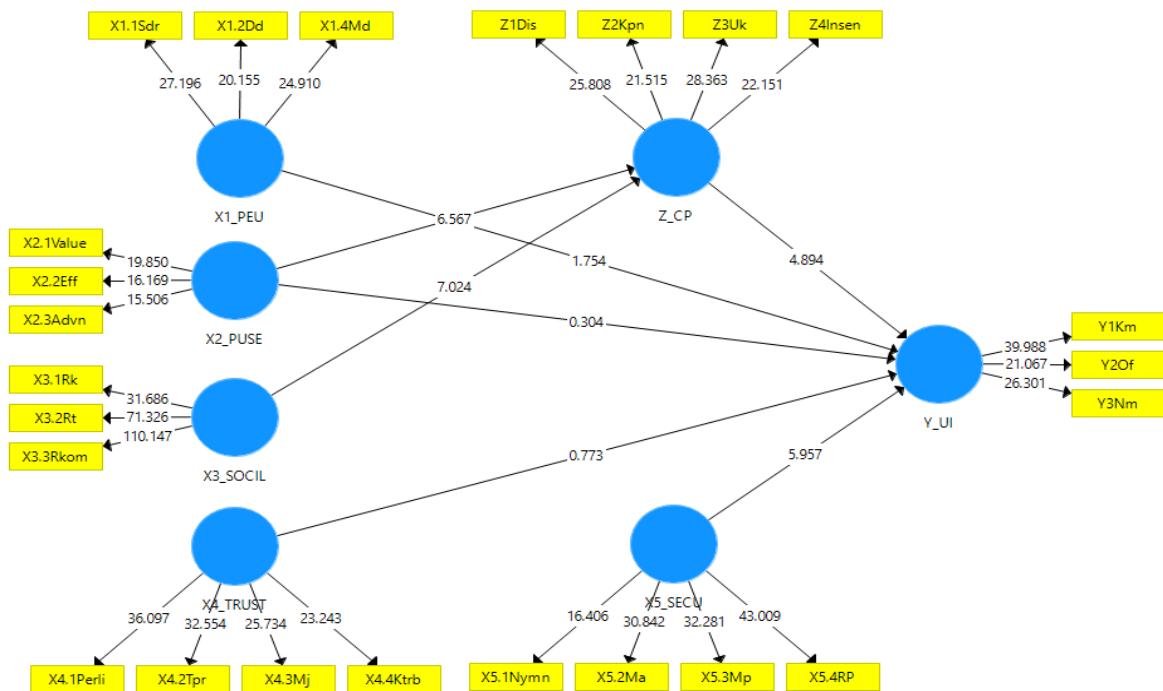 X1.1Sdr X1.2Dd X1.4Md
27.196 20.155 24.910
X1_PEU
Z1Dis Z2Kpn Z3Uk Z4Insen
25.808 21.515 28.363 22.151
Z_CP
X2.1Value
X2.2Eff
X2.3Advn
19.850
16.169
15.506
X2_PUSE
6.567
1.754
4.894
7.024
0.304
X3.1Rk
X3.2Rt
X3.3Rkom
31.686
71.326
110.147
X3_SOCIL
Y_UI
39.988
21.067
26.301
Y1Km
Y2Of
Y3Nm
0.773
5.957
X4_TRUST
36.097 32.554 25.734 23.243
X4.1Perli X4.2Tpr X4.3Mj X4.4Ktrb
X5_SECU
16.406 30.842 32.281 43.009
X5.1Nymn X5.2Ma X5.3Mp X5.4RP